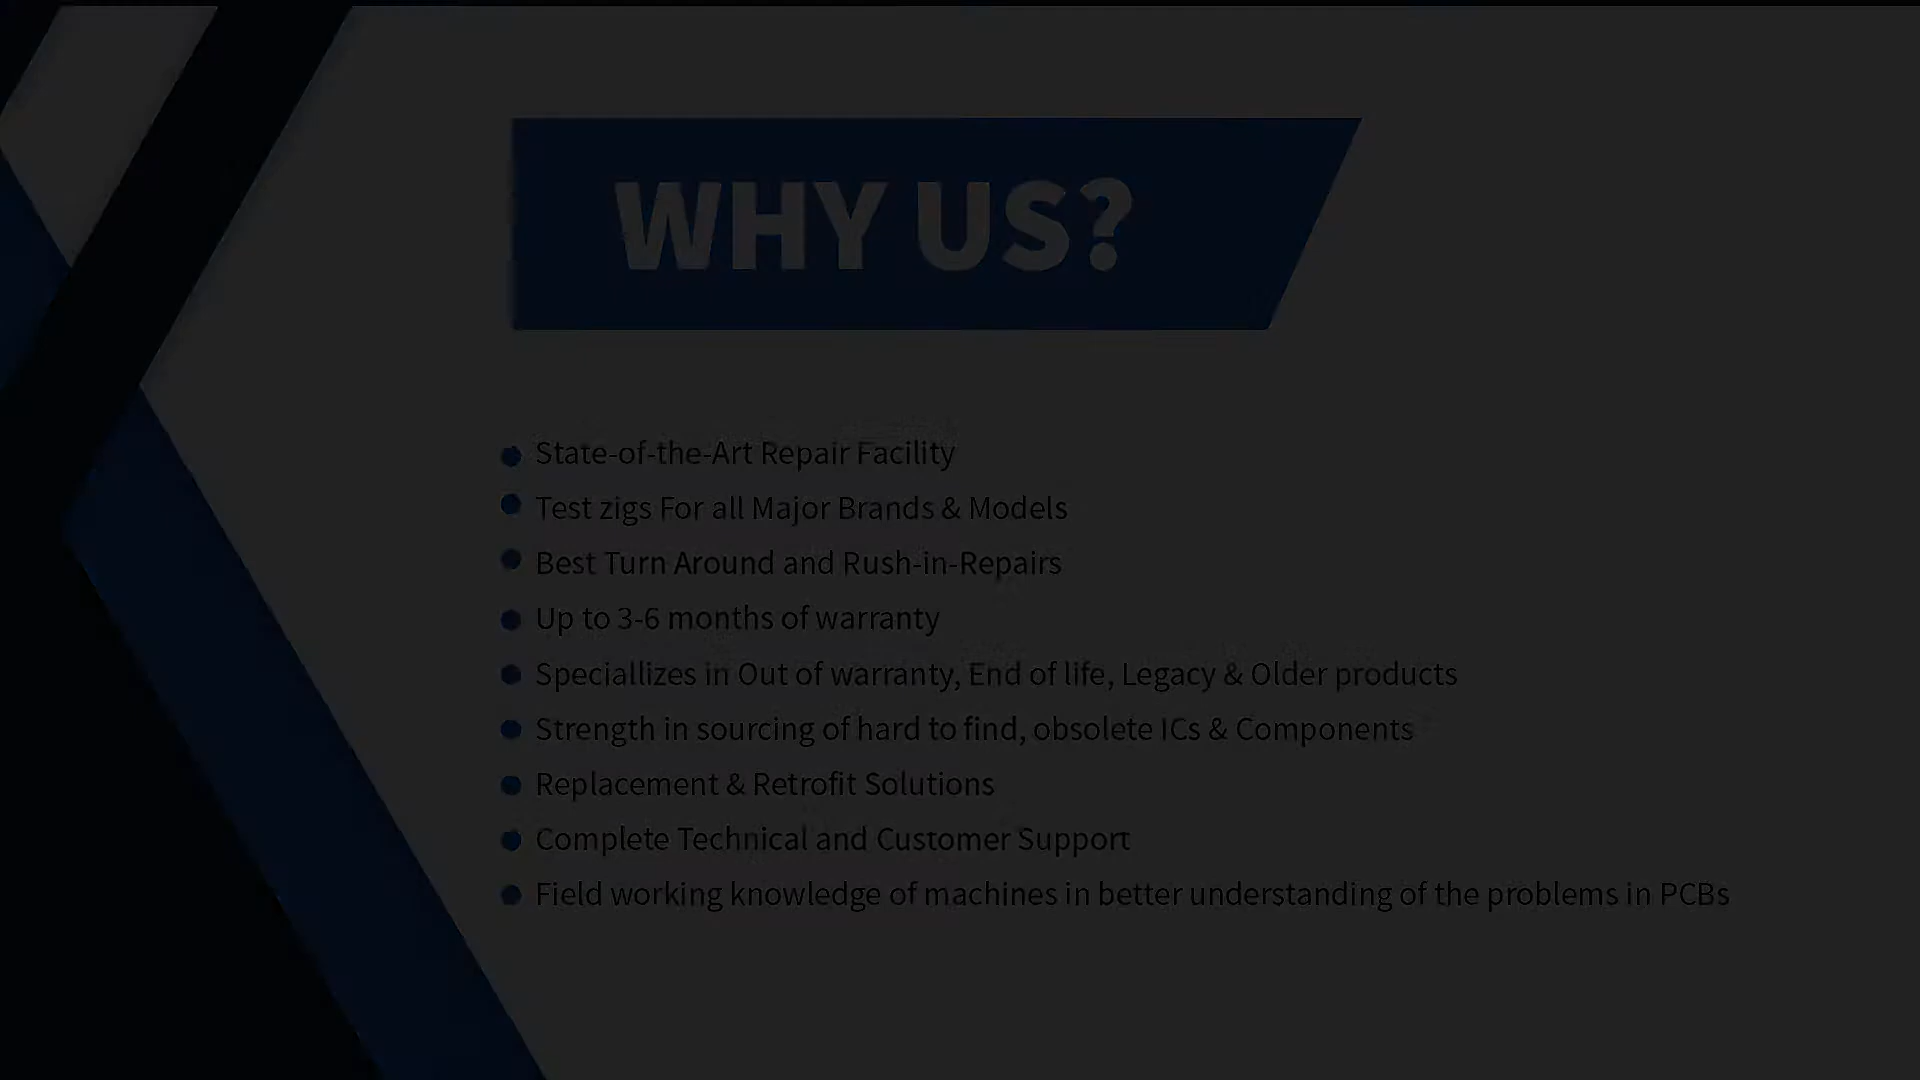 WHY US?
State-of-the-Art Repair Facility
Test zigs For all Major Brands & Models
Best Turn Around and Rush-in-Repairs
Up to 3-6 months of warranty
Speciallizes in Out of warranty, End of life, Legacy & Older products
Strength in sourcing of hard to find, obsolete ICs & Components
Replacement & Retrofit Solutions
Complete Technical and Customer Support
Field working knowledge of machines in better understanding of the problems in PCBs